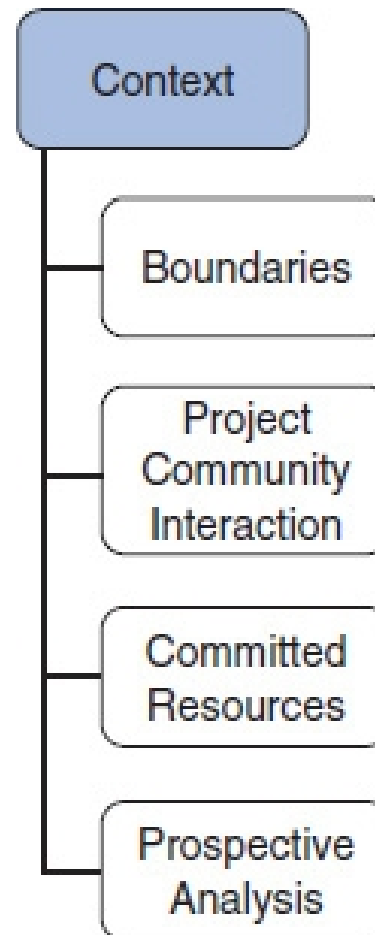 Context
Boundaries
Project
Community
Interaction
Committed
Resources
Prospective
Analysis